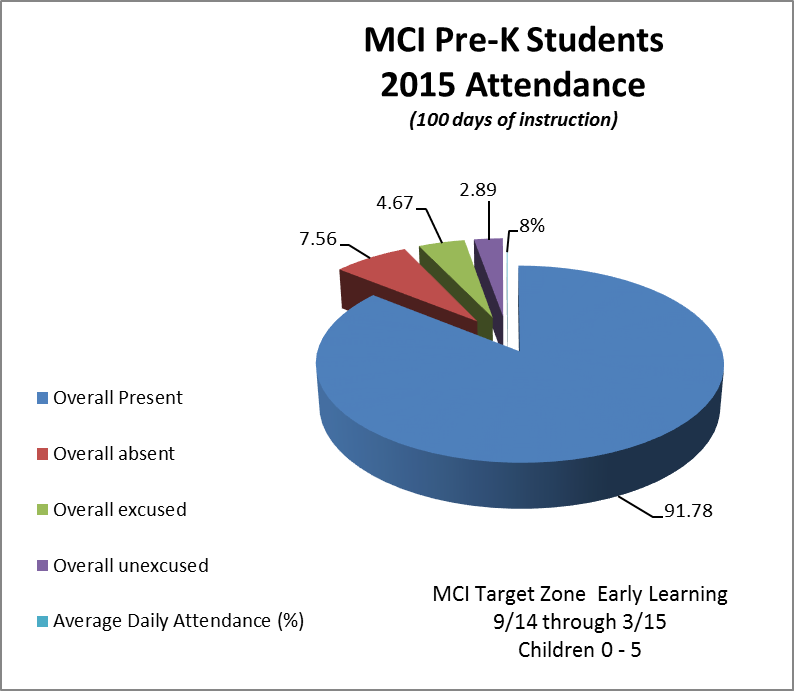 MCI Pre-K Students
2015 Attendance
(100 days of instruction)
2.89
4.67
8%
7.56
Overall Present
Overall absent
Overall excused
91.78
Overall unexcused
MCI Target Zone  Early Learning
Average Daily Attendance (%)
9/14 through 3/15
Children 0 - 5